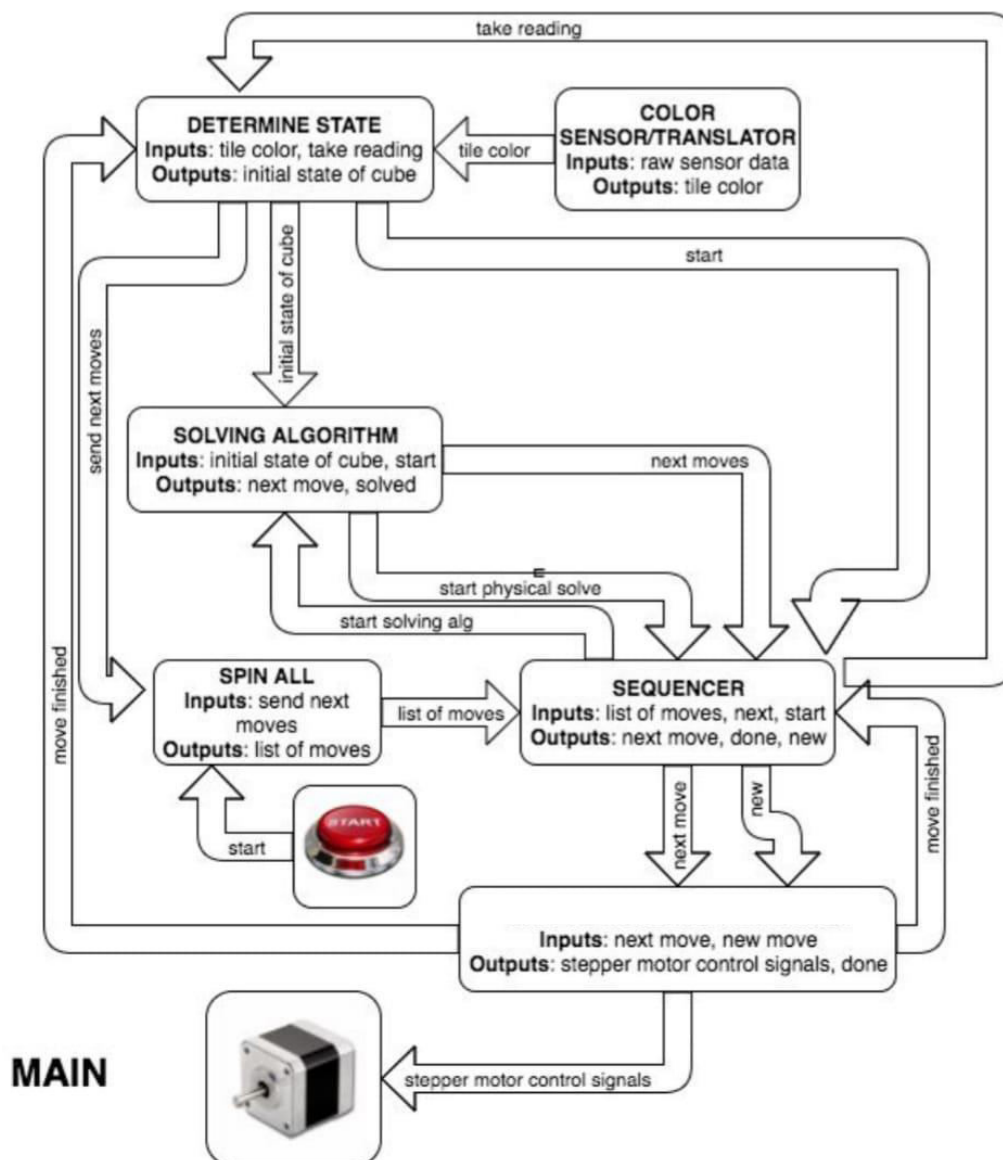 take reading
DETERMINE STATE
Inputs: tile color, take reading
Outputs: initial state of cube
tile color
COLOR
SENSOR/TRANSLATOR
Inputs: raw sensor data
Outputs: tile color
start
initial state of cube
send next moves
SOLVING ALGORITHM
Inputs: initial state of cube, start
Outputs: next move, solved
next moves
start physical solve
start solving alg
move finished
SPIN ALL
Inputs: send next
moves
Outputs: list of moves
list of moves
SEQUENCER
Inputs: list of moves, next, start
Outputs: next move, done, new
start
START
next move
new
move finished
Inputs: next move, new move
Outputs: stepper motor control signals, done
MAIN
stepper motor control signals